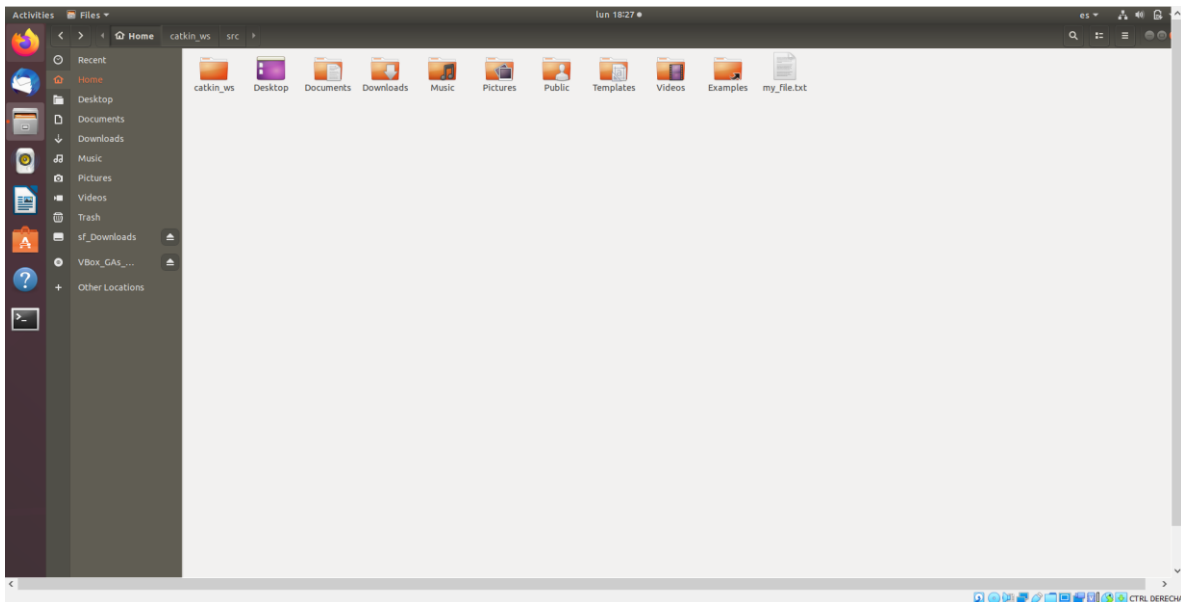 Activities Files lun 18:27 es
Home catkin_ws src
Recent
Home
Desktop
Documents
Downloads
Music
Pictures
Videos
Trash
sf_Downloads
VBox_GAs_...
Other Locations
catkin_ws Desktop Documents Downloads Music Pictures Public Templates Videos Examples my_file.txt
CTRL DERECHA